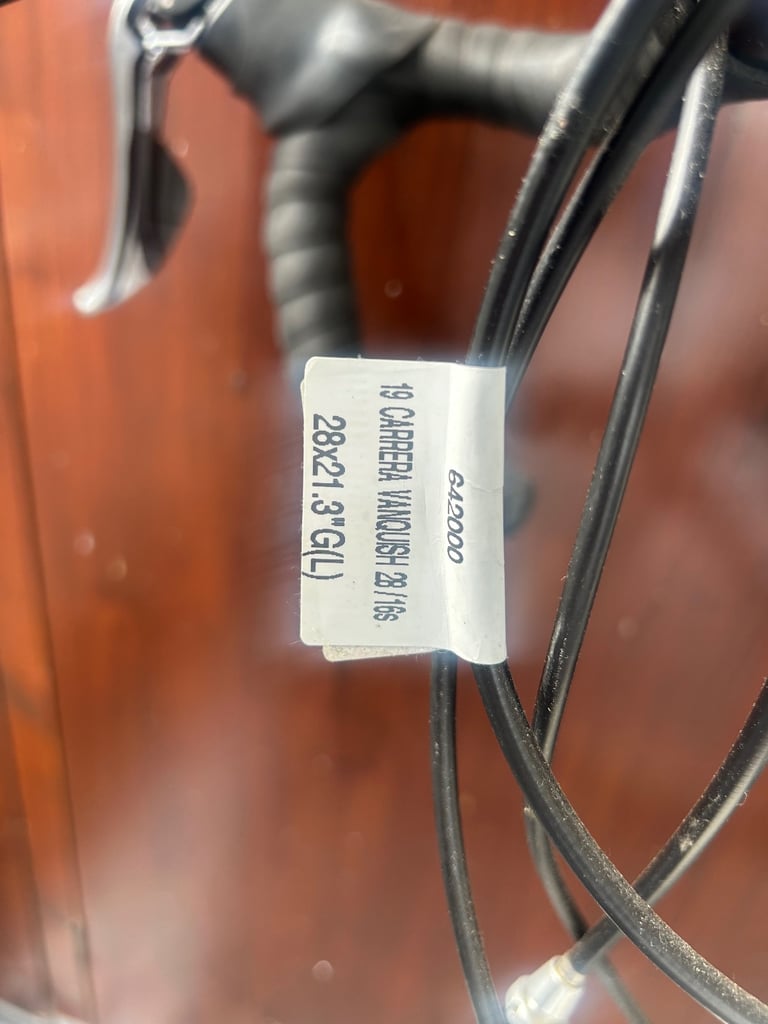 642000
19 CARRERA VANQUISH 28/16s
28x21.3"G(L)